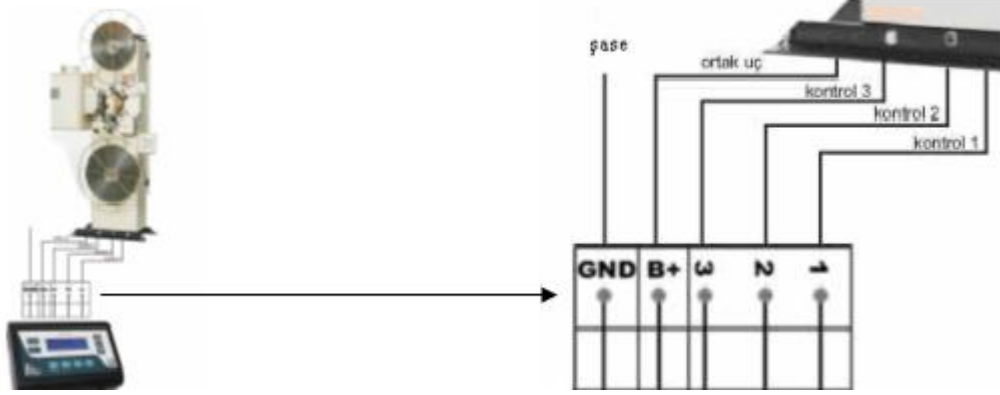 şase
ortak uç
kontrol 3
kontrol 2
kontrol 1
GND B+ 3 2 1